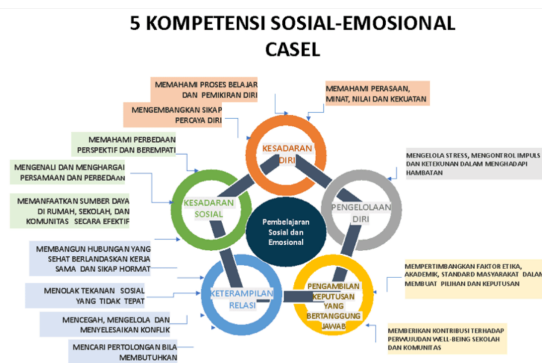 5 KOMPETENSI SOSIAL-EMOSIONAL
CASEL
MEMAHAMI PROSES BELAJAR
DAN PEMIKIRAN DIRI
MENGEMBANGKAN SIKAP
PERCAYA DIRI
MEMAHAMI PERASAAN,
MINAT, NILAI DAN KEKUATAN
KESADARAN
DIRI
MEMAHAMI PERBEDAAN
PERSPEKTIF DAN BEREMPATI
MENGENALI DAN MENGHARGAI
PERSAMAAN DAN PERBEDAAN
MEMANFAATKAN SUMBER DAYA
DI RUMAH, SEKOLAH, DAN
KOMUNITAS SECARA EFEKTIF
KESADARAN
SOSIAL
Pembelajaran
Sosial dan
Emosional
PENGELOLAAN
DIRI
MENGELOLA STRESS, MENGONTROL IMPULS
DAN KETEKUNAN DALAM MENGHADAPI
HAMBATAN
MEMBANGUN HUBUNGAN YANG
SEHAT BERLANDASKAN KERJA
SAMA DAN SIKAP HORMAT
MENOLAK TEKANAN SOSIAL
YANG TIDAK TEPAT
MENCEGAH, MENGELOLA DAN
MENYELESAIKAN KONFLIK
MENCARI PERTOLONGAN BILA
MEMBUTUHKAN
KETERAMPILAN
RELASI
PENGAMBILAN
KEPUTUSAN
YANG
BERTANGGUNG
JAWAB
MEMPERTIMBANGKAN FAKTOR ETIKA,
AKADEMIK, STANDARD MASYARAKAT DALAM
MEMBUAT PILIHAN DAN KEPUTUSAN
MEMBERIKAN KONTRIBUSI TERHADAP
PERWUJUDAN WELL-BEING SEKOLAH
DAN KOMUNITAS